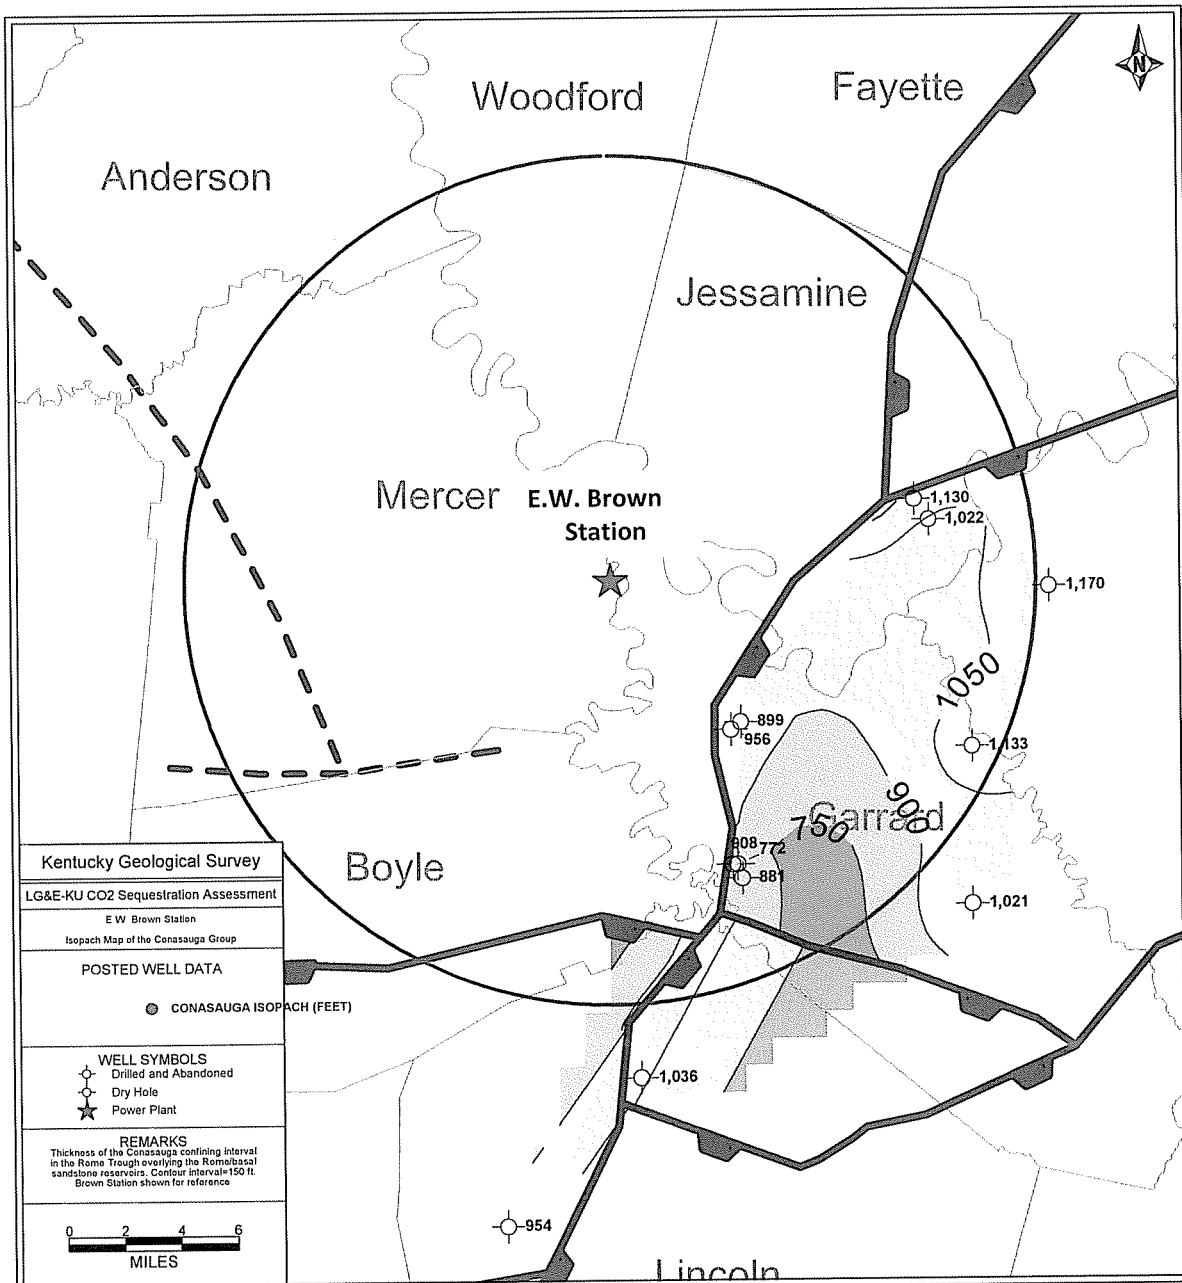 N
Woodford
Fayette
Anderson
Jessamine
Mercer
E.W. Brown
Station
1,130
1,022
1,170
1050
899
956
1,133
900
Garrard
750
908
772
881
Boyle
1,021
1,036
954
Lincoln
Kentucky Geological Survey
LG&E-KU CO2 Sequestration Assessment
E W Brown Station
Isopach Map of the Conasauga Group
POSTED WELL DATA
CONASAUGA ISOPACH (FEET)
WELL SYMBOLS
Drilled and Abandoned
Dry Hole
Power Plant
REMARKS
Thickness of the Conasauga confining interval
in the Rome Trough overlying the Rome/basal
sandstone reservoirs. Contour interval=150 ft.
Brown Station shown for reference
0 2 4 6
MILES